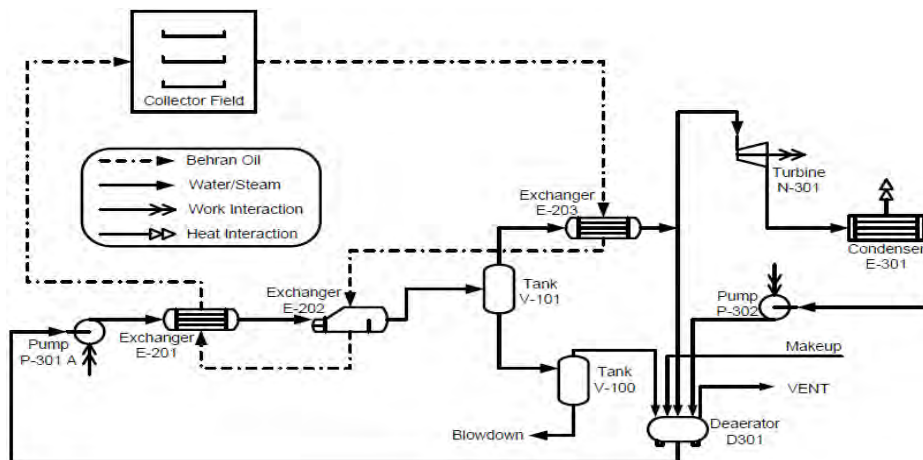 Collector Field
Behran Oil
Water/Steam
Work Interaction
Heat Interaction
Turbine
N-301
Exchanger
E-203
Condenser
E-301
Exchanger
E-202
Tank
V-101
Pump
P-302
Pump
P-301 A
Exchanger
E-201
Makeup
Tank
V-100
VENT
Blowdown
Deaerator
D301